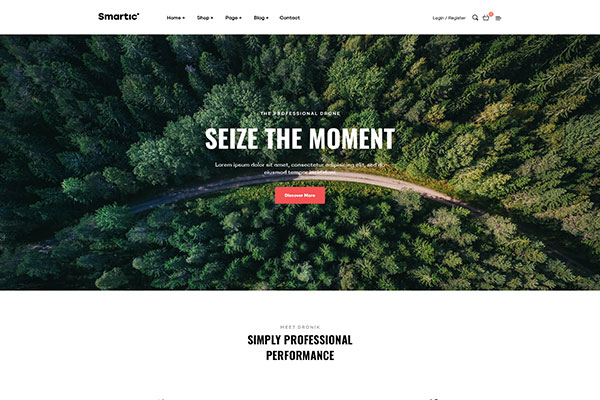 Smartic
Home Shop Page Blog Contact
Login / Register
THE PROFESSIONAL DRONE
SEIZE THE MOMENT
Lorem ipsum dolor sit amet, consectetur adipiscing elit, sed do
eiusmod tempor incididunt
Discover More
MEET DRONIK
SIMPLY PROFESSIONAL
PERFORMANCE